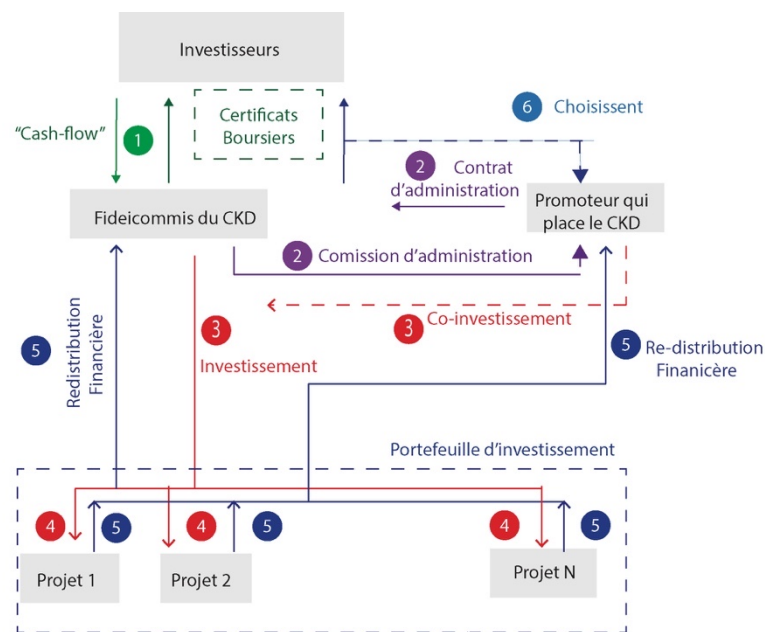 Investisseurs
Certificats
Boursiers
6 Choisissent
"Cash-flow" 1
2 Contrat
d'administration
Fideicommis du CKD
Promoteur qui
place le CKD
2 Comission d'administration
3 Co-investissement
5 Redistribution
Financière
3
Investissement
5 Re-distribution
Finanicère
Portefeuille d'investissement
4 5 4 5 4 5
Projet 1 Projet 2 Projet N